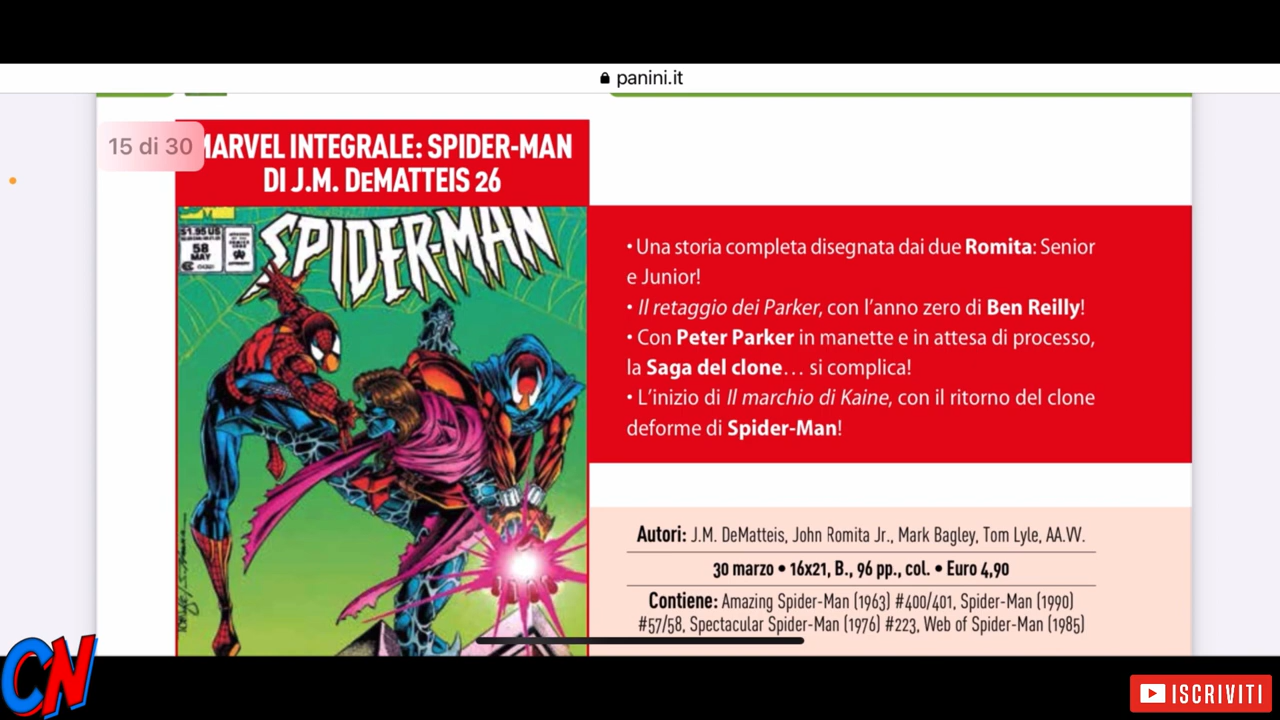 panini.it
15 di 30
MARVEL INTEGRALE: SPIDER-MAN
DI J.M. DEMATTEIS 26
$1.95 US
58
MAY
SPIDER-MAN
• Una storia completa disegnata dai due Romita: Senior
e Junior!
• Il retaggio dei Parker, con l'anno zero di Ben Reilly!
• Con Peter Parker in manette e in attesa di processo,
la Saga del clone… si complica!
• L'inizio di Il marchio di Kaine, con il ritorno del clone
deforme di Spider-Man!
Autori: J.M. DeMatteis, John Romita Jr., Mark Bagley, Tom Lyle, AA.VV.
30 marzo • 16x21, B., 96 pp., col. • Euro 4,90
Contiene: Amazing Spider-Man (1963) #400/401, Spider-Man (1990)
#57/58, Spectacular Spider-Man (1976) #223, Web of Spider-Man (1985)
CN
ISCRIVITI